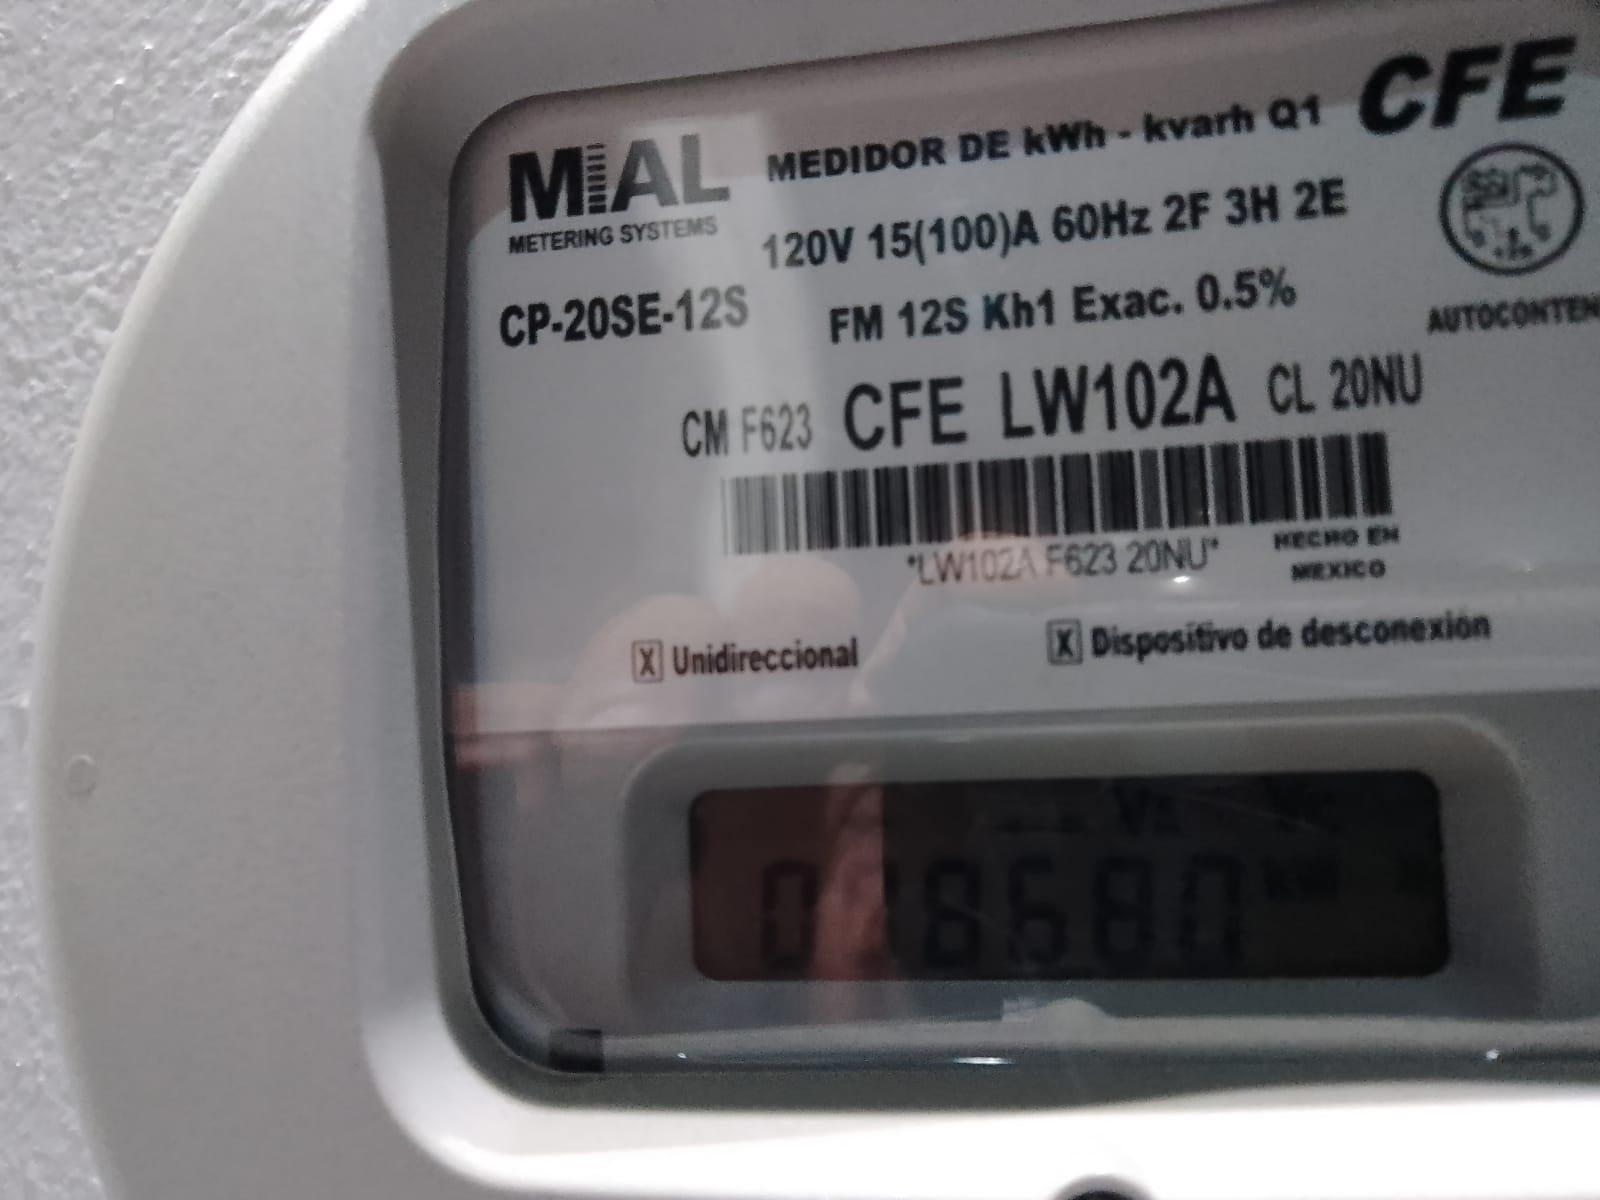 CFE
MIAL
METERING SYSTEMS
MEDIDOR DE kWh - kvarh Q1
120V 15(100)A 60Hz 2F 3H 2E
CP-20SE-12S
FM 12S Kh1 Exac. 0.5%
AUTOCONTEN
CM F623 CFE LW102A CL 20NU
*LW102A F623 20NU*
HECHO EN
MEXICO
X Unidireccional
X Dispositivo de desconexión